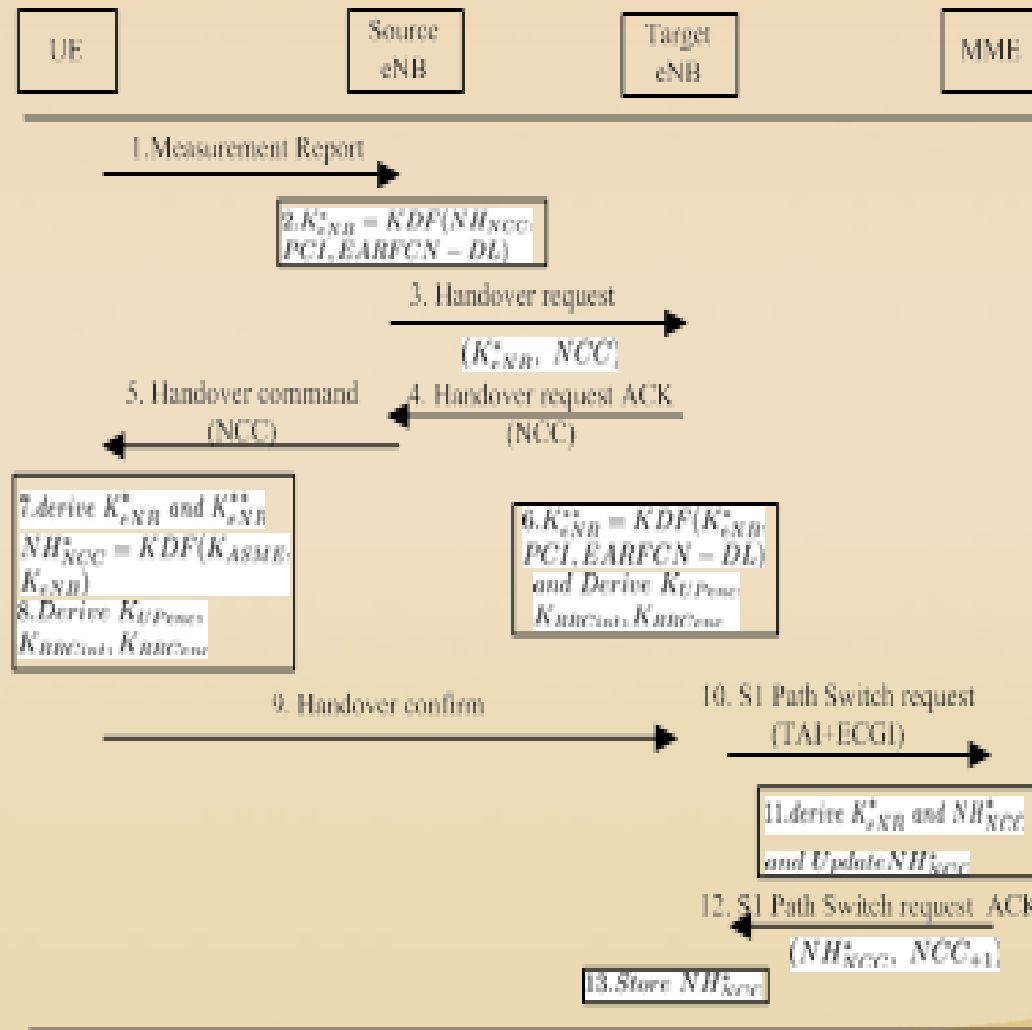 UE
Source
eNB
Target
eNB
MME
1.Measurement Report
2.K*eNB = KDF(NHNCC,
PCI, EARFCN − DL)
3. Handover request
(K*eNB, NCC)
5. Handover command
(NCC)
4. Handover request ACK
(NCC)
7.derive K*eNB and K**eNB
NH*NCC = KDF(KASME,
KeNB)
8.Derive KUPenc,
KRRCint, KRRCenc
6.K**eNB = KDF(K*eNB,
PCI, EARFCN − DL)
and Derive KUPenc,
KRRCint, KRRCenc
9. Handover confirm
10. S1 Path Switch request
(TAI+ECGI)
11.derive K*eNB and NH*NCC
and UpdateNH*NCC
12. S1 Path Switch request ACK
(NH*NCC, NCC+1)
13.Store NH*NCC